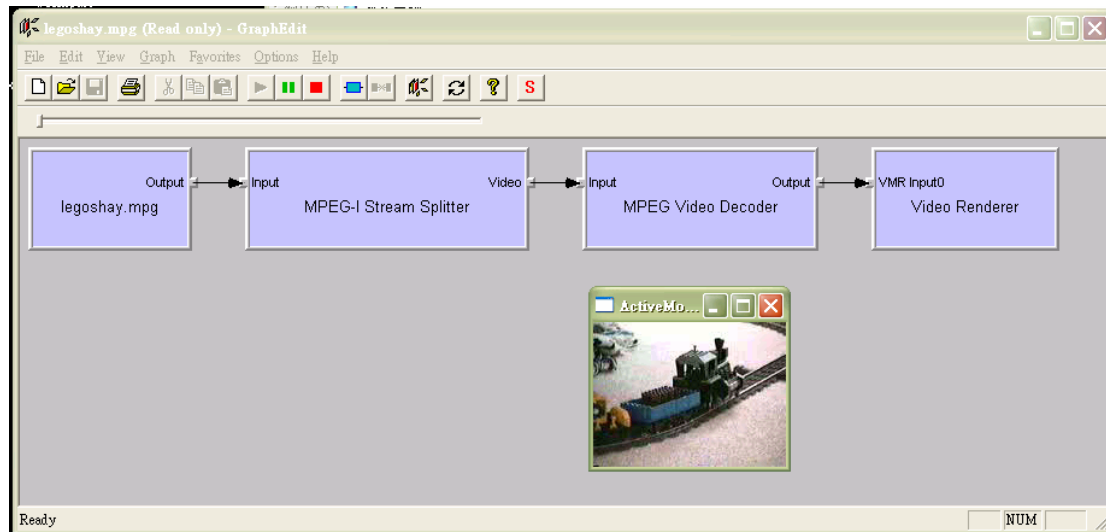 legoshay.mpg (Read only) - GraphEdit
File Edit View Graph Favorites Options Help
S
Output Input Video Input Output VMR Input0
legoshay.mpg MPEG-I Stream Splitter MPEG Video Decoder Video Renderer
ActiveMo...
Ready NUM